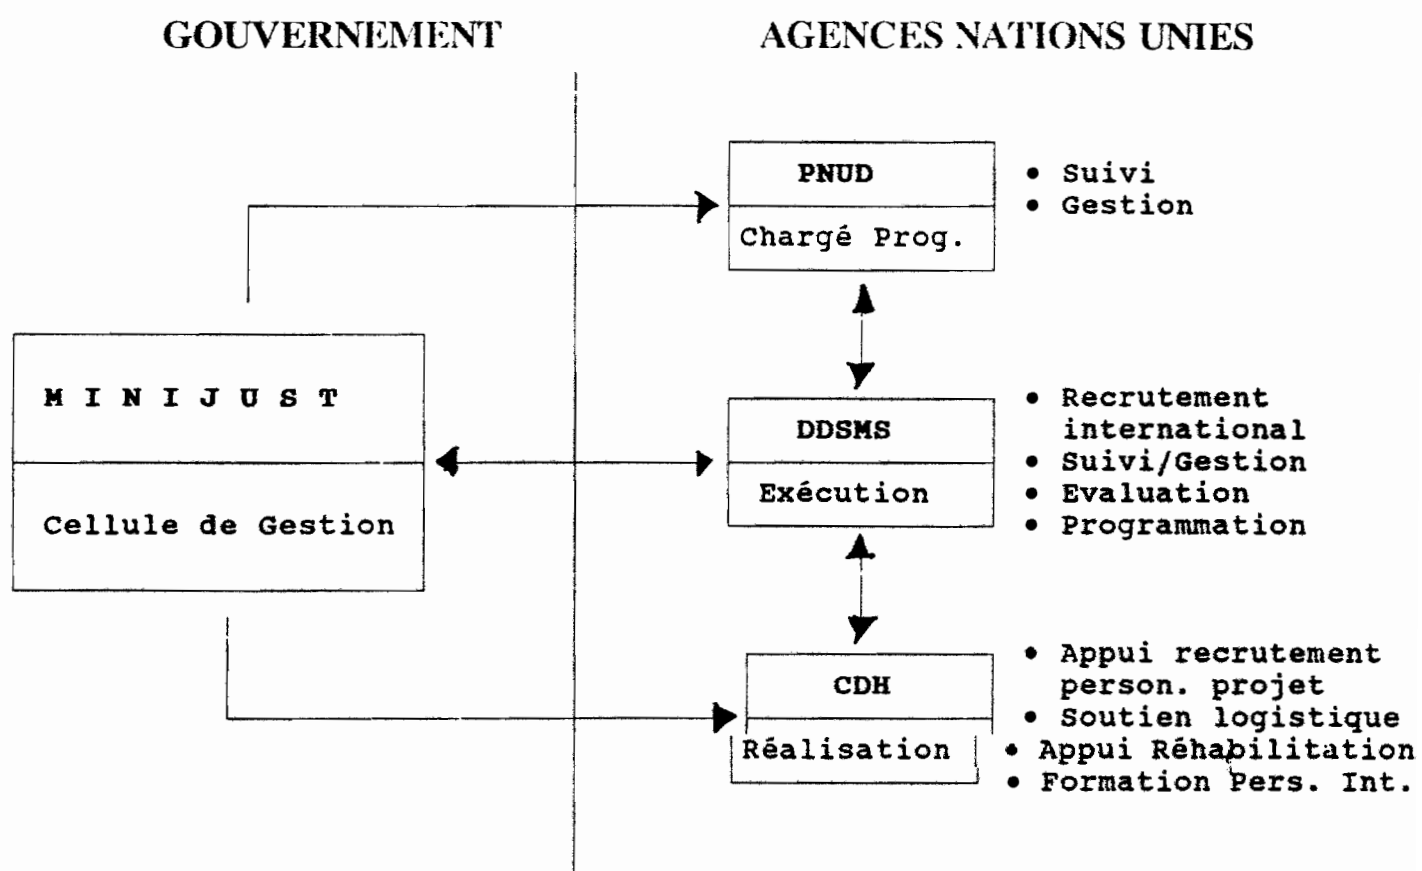 GOUVERNEMENT
AGENCES NATIONS UNIES
PNUD
Chargé Prog.
• Suivi
• Gestion
M I N I J U S T
Cellule de Gestion
DDSMS
Exécution
• Recrutement
international
• Suivi/Gestion
• Evaluation
• Programmation
CDH
Réalisation
• Appui recrutement
person. projet
• Soutien logistique
• Appui Réhabilitation
• Formation Pers. Int.